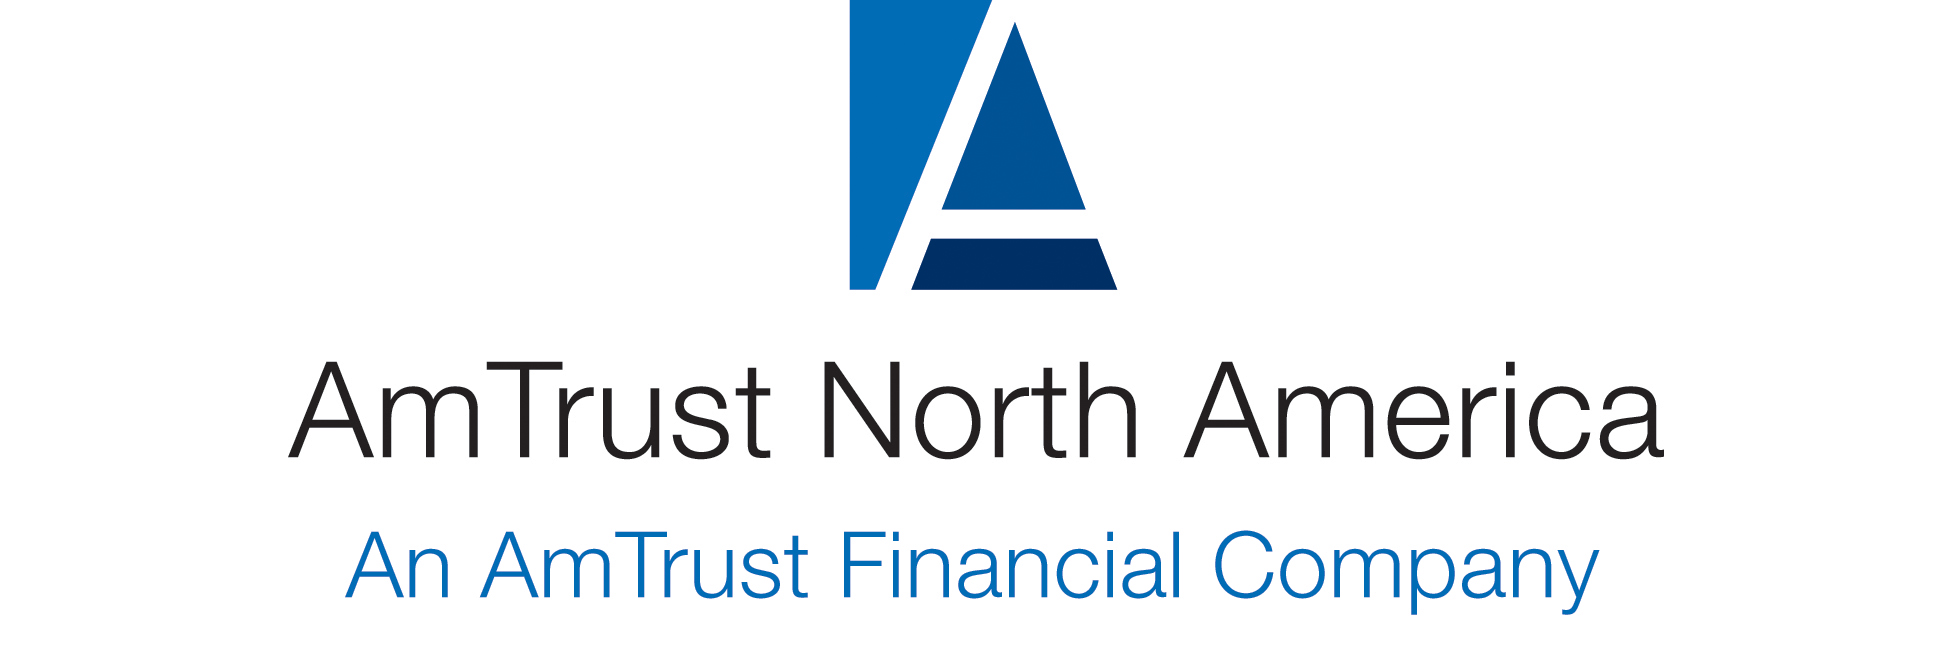 AmTrust North America
An AmTrust Financial Company